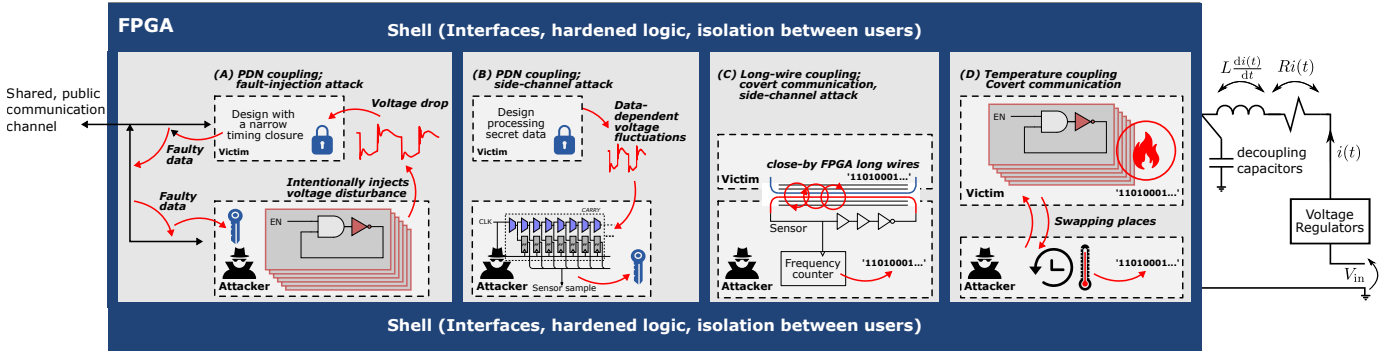 FPGA
Shell (Interfaces, hardened logic, isolation between users)
Shared, public
communication
channel
(A) PDN coupling;
fault-injection attack
Voltage drop
Design with
a narrow
timing closure
Victim
Faulty
data
Faulty
data
Intentionally injects
voltage disturbance
EN
Attacker
(B) PDN coupling;
side-channel attack
Design
processing
secret data
Victim
Data-
dependent
voltage
fluctuations
CARRY
CLK
Attacker
Sensor sample
(C) Long-wire coupling;
covert communication,
side-channel attack
close-by FPGA long wires
Victim
'11010001...'
Sensor
Frequency
counter
'11010001...'
Attacker
(D) Temperature coupling
Covert communication
EN
Victim
'11010001...'
Swapping places
'11010001...'
Attacker
Shell (Interfaces, hardened logic, isolation between users)
L di(t)/dt
Ri(t)
decoupling
capacitors
i(t)
Voltage
Regulators
Vin